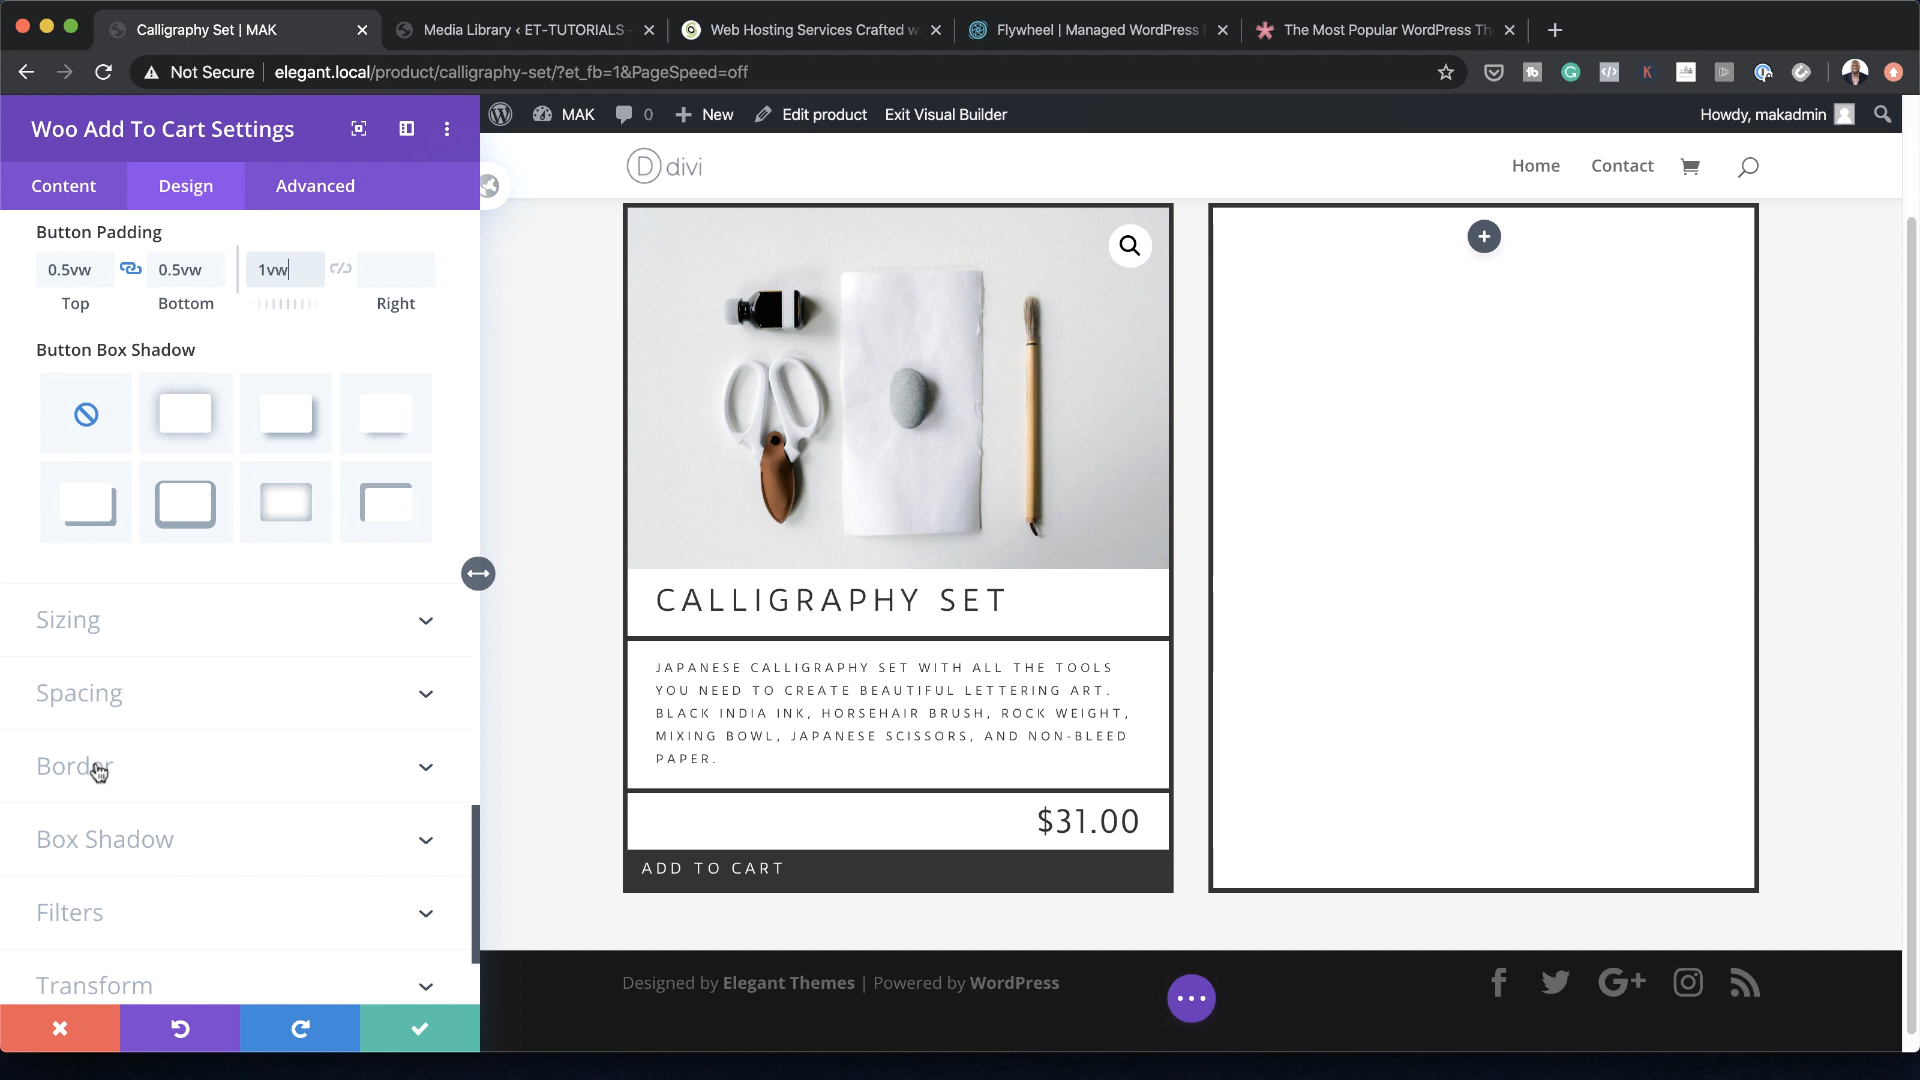 Calligraphy Set | MAK
Media Library ‹ ET-TUTORIALS -
Web Hosting Services Crafted w
Flywheel | Managed WordPress
The Most Popular WordPress Th
Not Secure
elegant.local/product/calligraphy-set/?et_fb=1&PageSpeed=off
Woo Add To Cart Settings
MAK
0
New
Edit product
Exit Visual Builder
Howdy, makadmin
Content
Design
Advanced
D divi
Home
Contact
Button Padding
0.5vw
0.5vw
1vw
Top
Bottom
Right
Button Box Shadow
Sizing
Spacing
Border
Box Shadow
Filters
Transform
CALLIGRAPHY SET
JAPANESE CALLIGRAPHY SET WITH ALL THE TOOLS
YOU NEED TO CREATE BEAUTIFUL LETTERING ART.
BLACK INDIA INK, HORSEHAIR BRUSH, ROCK WEIGHT,
MIXING BOWL, JAPANESE SCISSORS, AND NON-BLEED
PAPER.
$31.00
ADD TO CART
Designed by Elegant Themes | Powered by WordPress